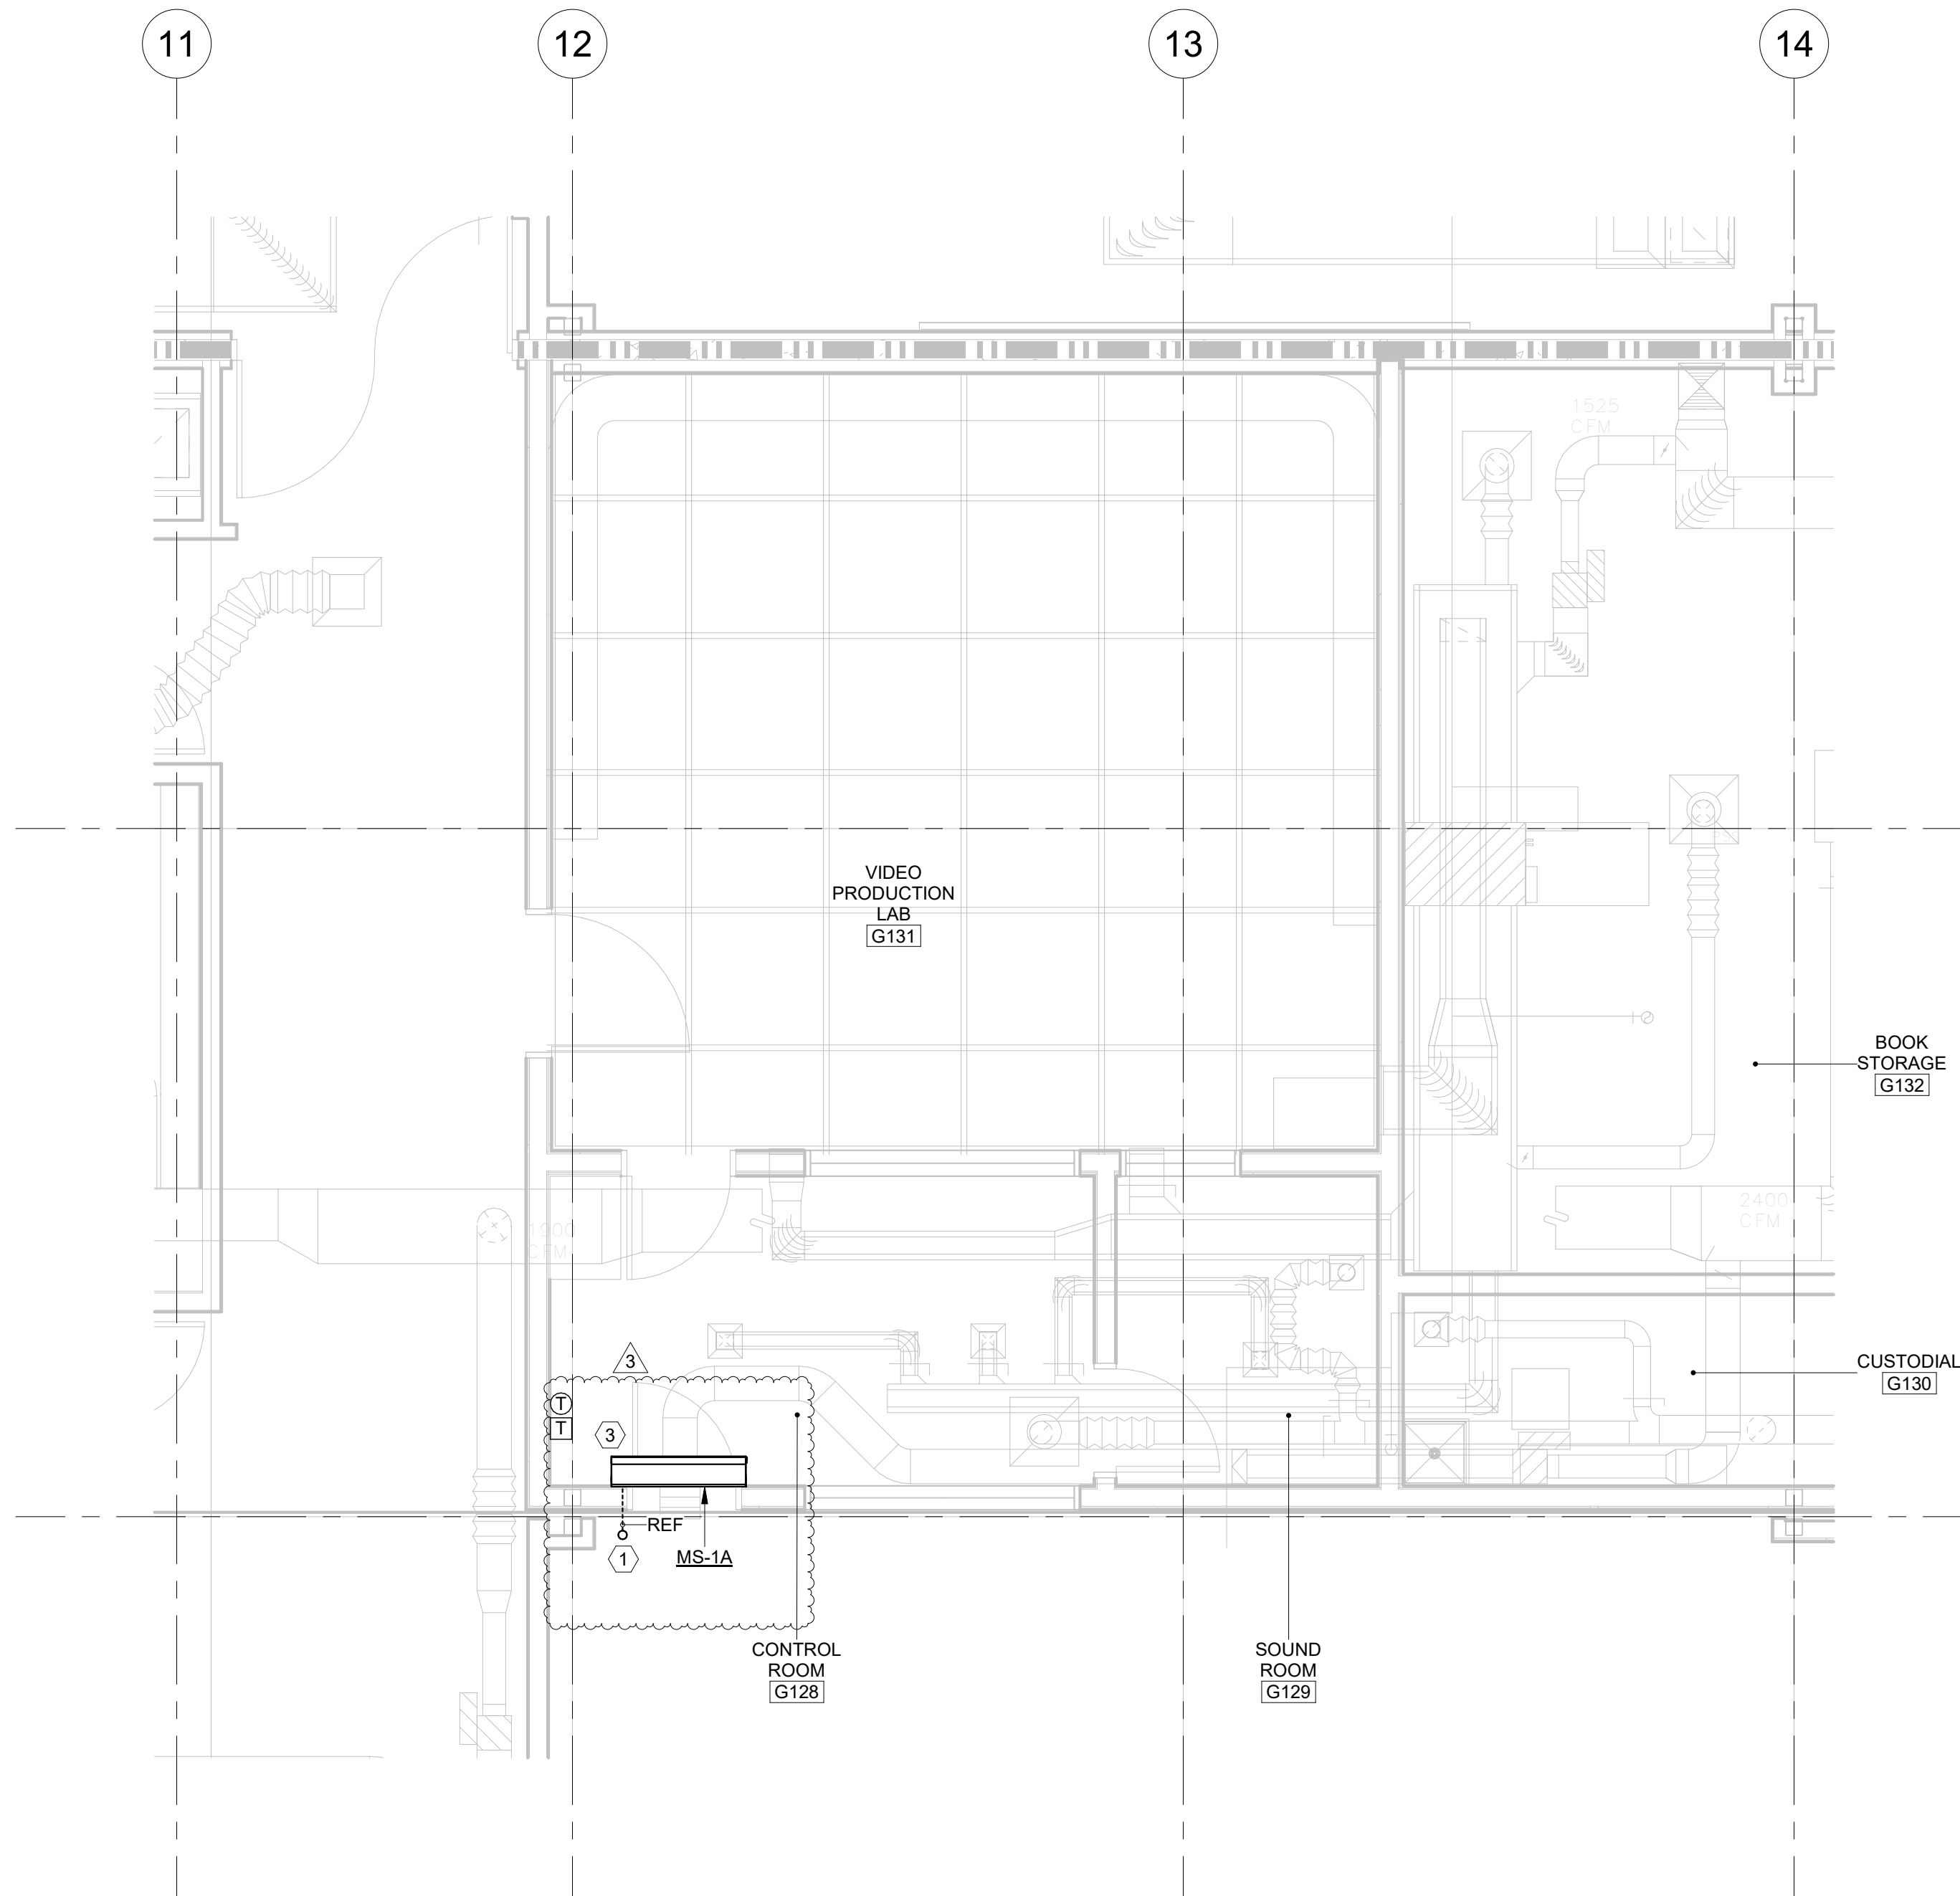 11
12
13
14
1525
CFM
VIDEO
PRODUCTION
LAB
G131
BOOK
STORAGE
G132
2400
CFM
1900
CFM
3
CUSTODIAL
G130
T
T
3
REF
1
MS-1A
CONTROL
ROOM
G128
SOUND
ROOM
G129